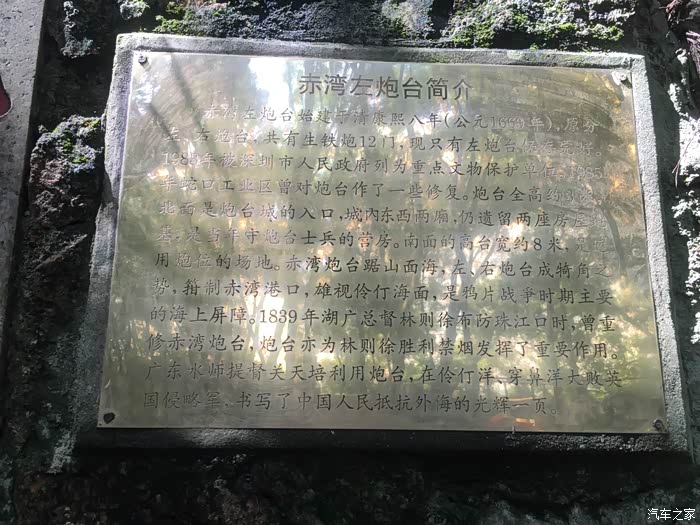 赤湾左炮台简介
赤湾左炮台始建于清康熙八年(公元1669年),原分
左、右炮台,共有生铁炮12门,现只有左炮台
198 年被深圳市人民政府列为重点文物保护单位。1985
年蛇口工业区曾对炮台作了一些修复。炮台全高约
北面是炮台城的入口,城内东西两厢,仍遗留两座房屋
基,是当年守炮台士兵的营房。南面的高台宽约8米,是
用炮位的场地。赤湾炮台踞山面海,左、右炮台成犄角之
势,箝制赤湾港口,雄视伶仃海面,是鸦片战争时期主要
的海上屏障。1839年湖广总督林则徐布防珠江口时,曾重
修赤湾炮台,炮台亦为林则徐胜利禁烟发挥了重要作用。
广东水师提督关天培利用炮台,在伶仃洋、穿鼻洋大败英
国侵略军,书写了中国人民抵抗外海的光辉一页。
汽车之家